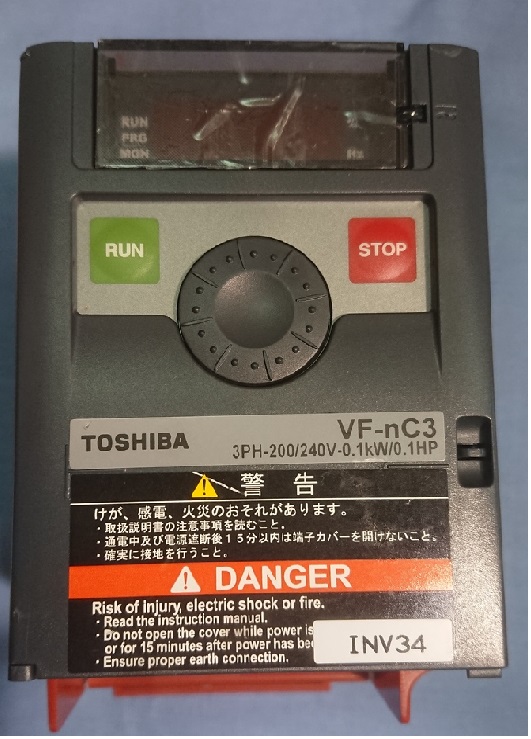 RUN
PRG
MON
%
Hz
RUN
STOP
TOSHIBA
VF-nC3
3PH-200/240V-0.1kW/0.1HP
警告
けが、感電、火災のおそれがあります。
・取扱説明書の注意事項を読むこと。
・通電中及び電源遮断後15分以内は端子カバーを開けないこと。
・確実に接地を行うこと。
DANGER
Risk of injury, electric shock or fire.
・Read the instruction manual.
・Do not open the cover while power is
or for 15 minutes after power has
・Ensure proper earth connection.
INV34